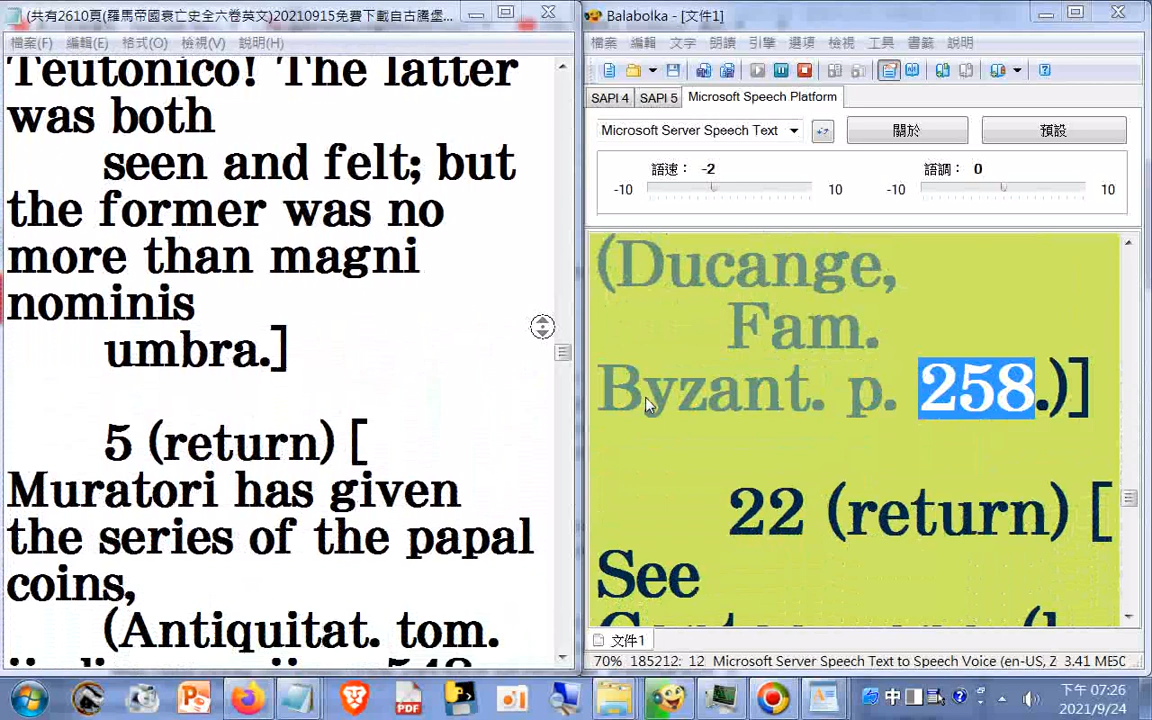 (共有2610頁(羅馬帝國衰亡史全六卷英文)20210915免費下載自古騰堡...
檔案(F) 編輯(E) 格式(O) 檢視(V) 說明(H)
Teutonico! The latter
was both
seen and felt; but
the former was no
more than magni
nominis
umbra.]
5 (return) [
Muratori has given
the series of the papal
coins,
(Antiquitat. tom.
Balabolka - [文件1]
檔案 編輯 文字 朗讀 引擎 選項 檢視 工具 書籤 說明
SAPI 4 SAPI 5 Microsoft Speech Platform
Microsoft Server Speech Text 關於 預設
語速： -2 語調： 0
-10 10 -10 10
(Ducange,
Fam.
Byzant. p. 258.)]
22 (return) [
See
文件1
70% 185212: 12 Microsoft Server Speech Text to Speech Voice (en-US, Z 3.41 ME50
PDF 中 下午 07:26
2021/9/24